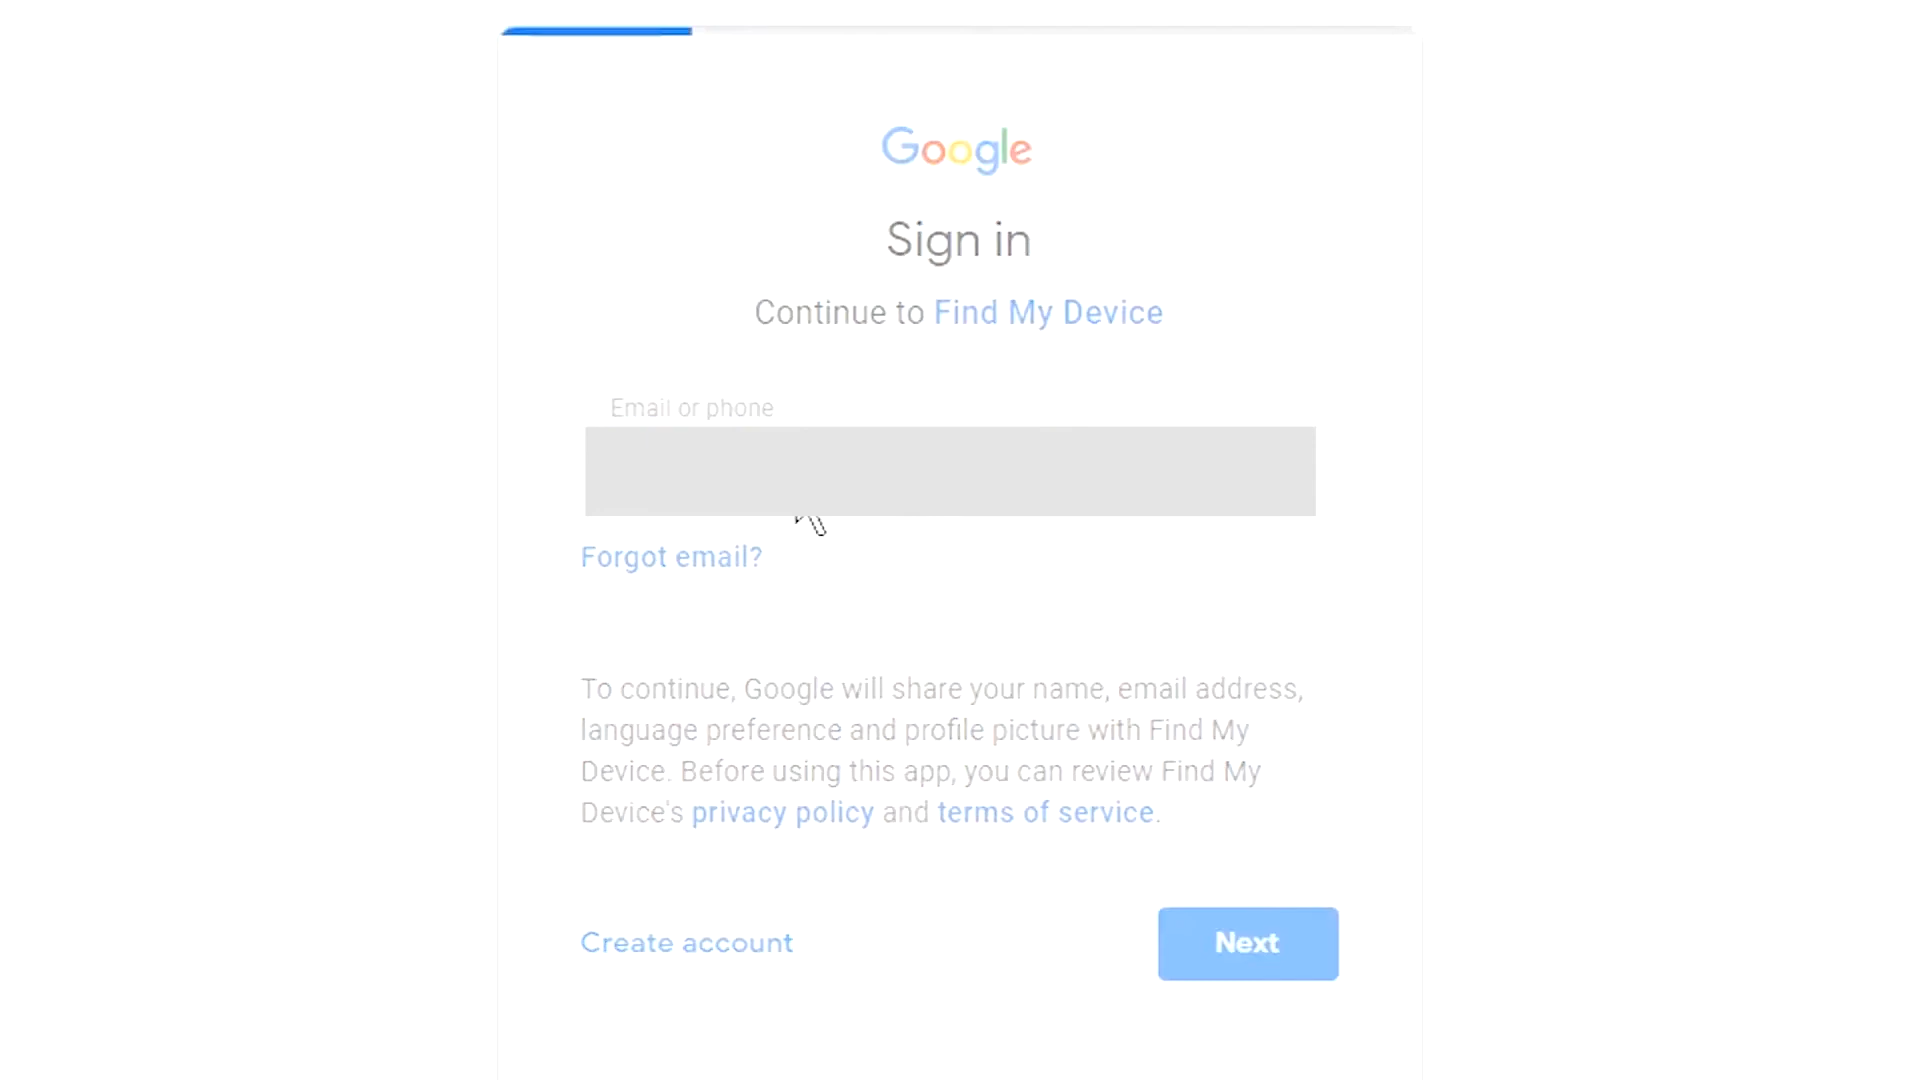 Google
Sign in
Continue to Find My Device
Email or phone
Forgot email?
To continue, Google will share your name, email address,
language preference and profile picture with Find My
Device. Before using this app, you can review Find My
Device's privacy policy and terms of service.
Create account
Next